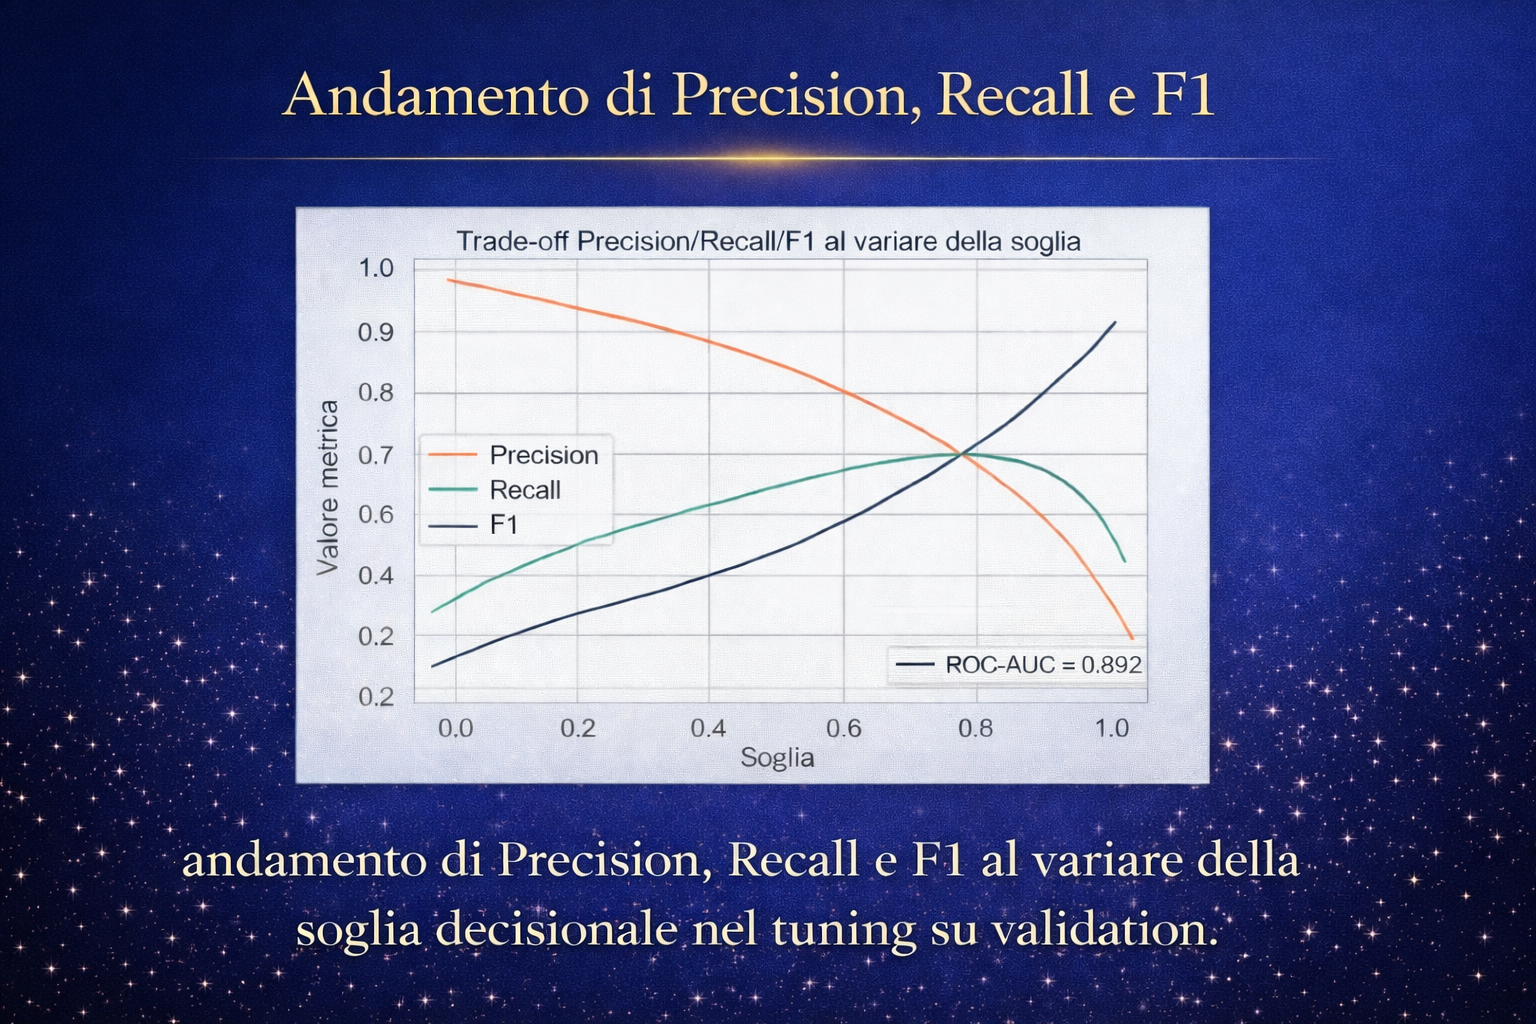 Andamento di Precision, Recall e F1
Trade-off Precision/Recall/F1 al variare della soglia
1.0
0.9
0.8
0.7
0.6
0.4
0.2
0.2
Valore metrica
Precision
Recall
F1
ROC-AUC = 0.892
0.0 0.2 0.4 0.6 0.8 1.0
Soglia
andamento di Precision, Recall e F1 al variare della
soglia decisionale nel tuning su validation.